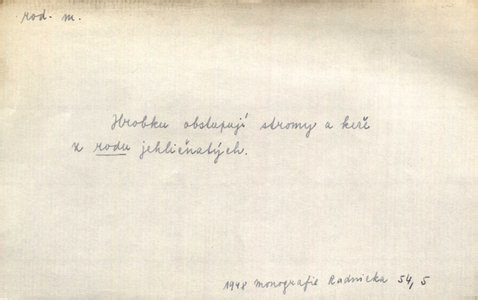 rod. m.
Hrobku obstupují stromy a keře
z rodu jehličnatých.
1948 Monografie Radnicka 54, 5